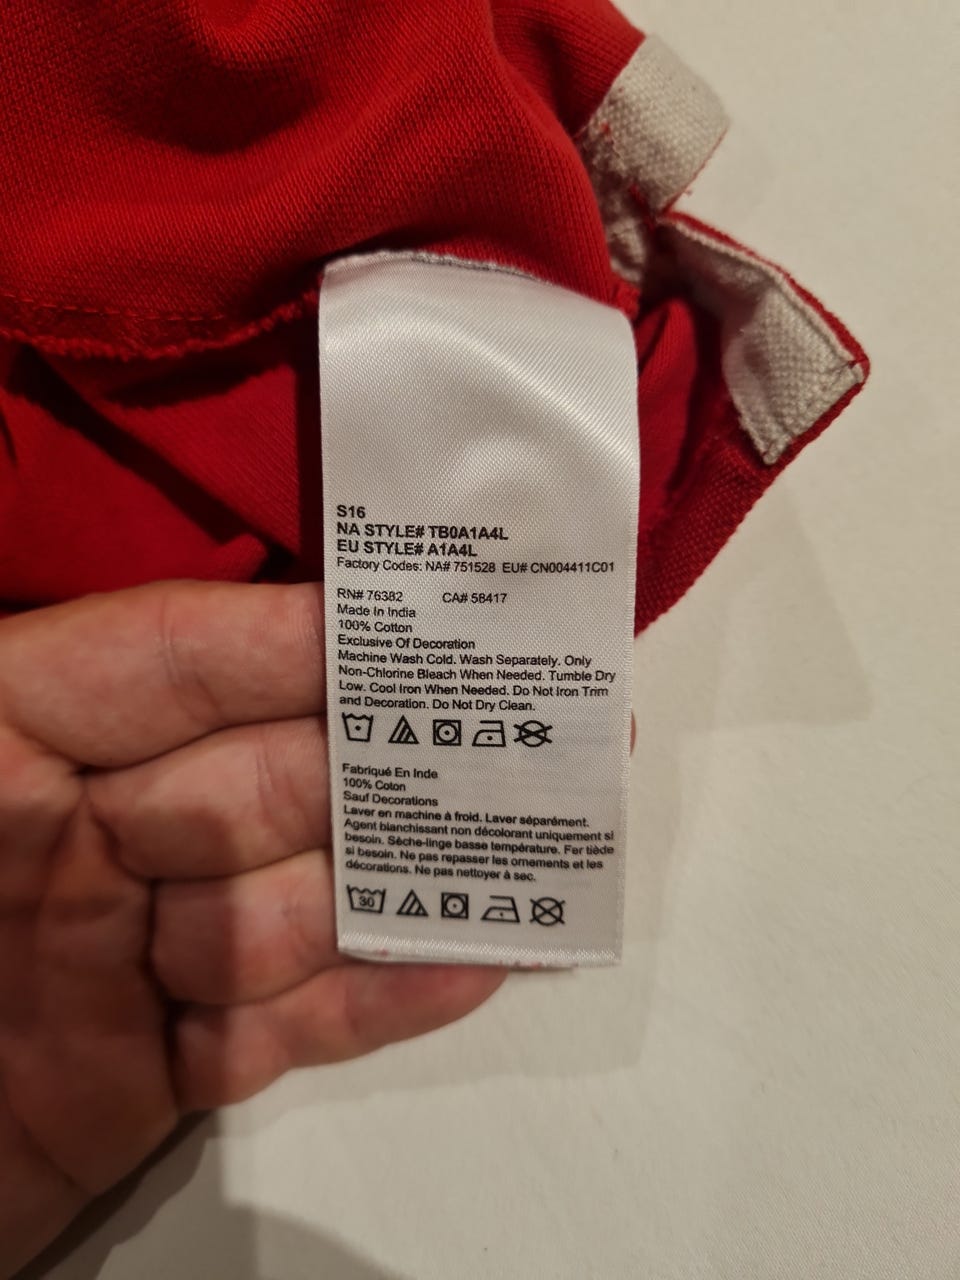 S16
NA STYLE# TB0A1A4L
EU STYLE# A1A4L
Factory Codes: NA# 751528 EU# CN004411C01
RN# 76382 CA# 58417
Made In India
100% Cotton
Exclusive Of Decoration
Machine Wash Cold. Wash Separately. Only
Non-Chlorine Bleach When Needed. Tumble Dry
Low. Cool Iron When Needed. Do Not Iron Trim
and Decoration. Do Not Dry Clean.
Fabriqué En Inde
100% Coton
Sauf Decorations
Laver en machine à froid. Laver séparément.
Agent blanchissant non décolorant uniquement si
besoin. Sèche-linge basse température. Fer tiède
si besoin. Ne pas repasser les ornements et les
décorations. Ne pas nettoyer à sec.
30